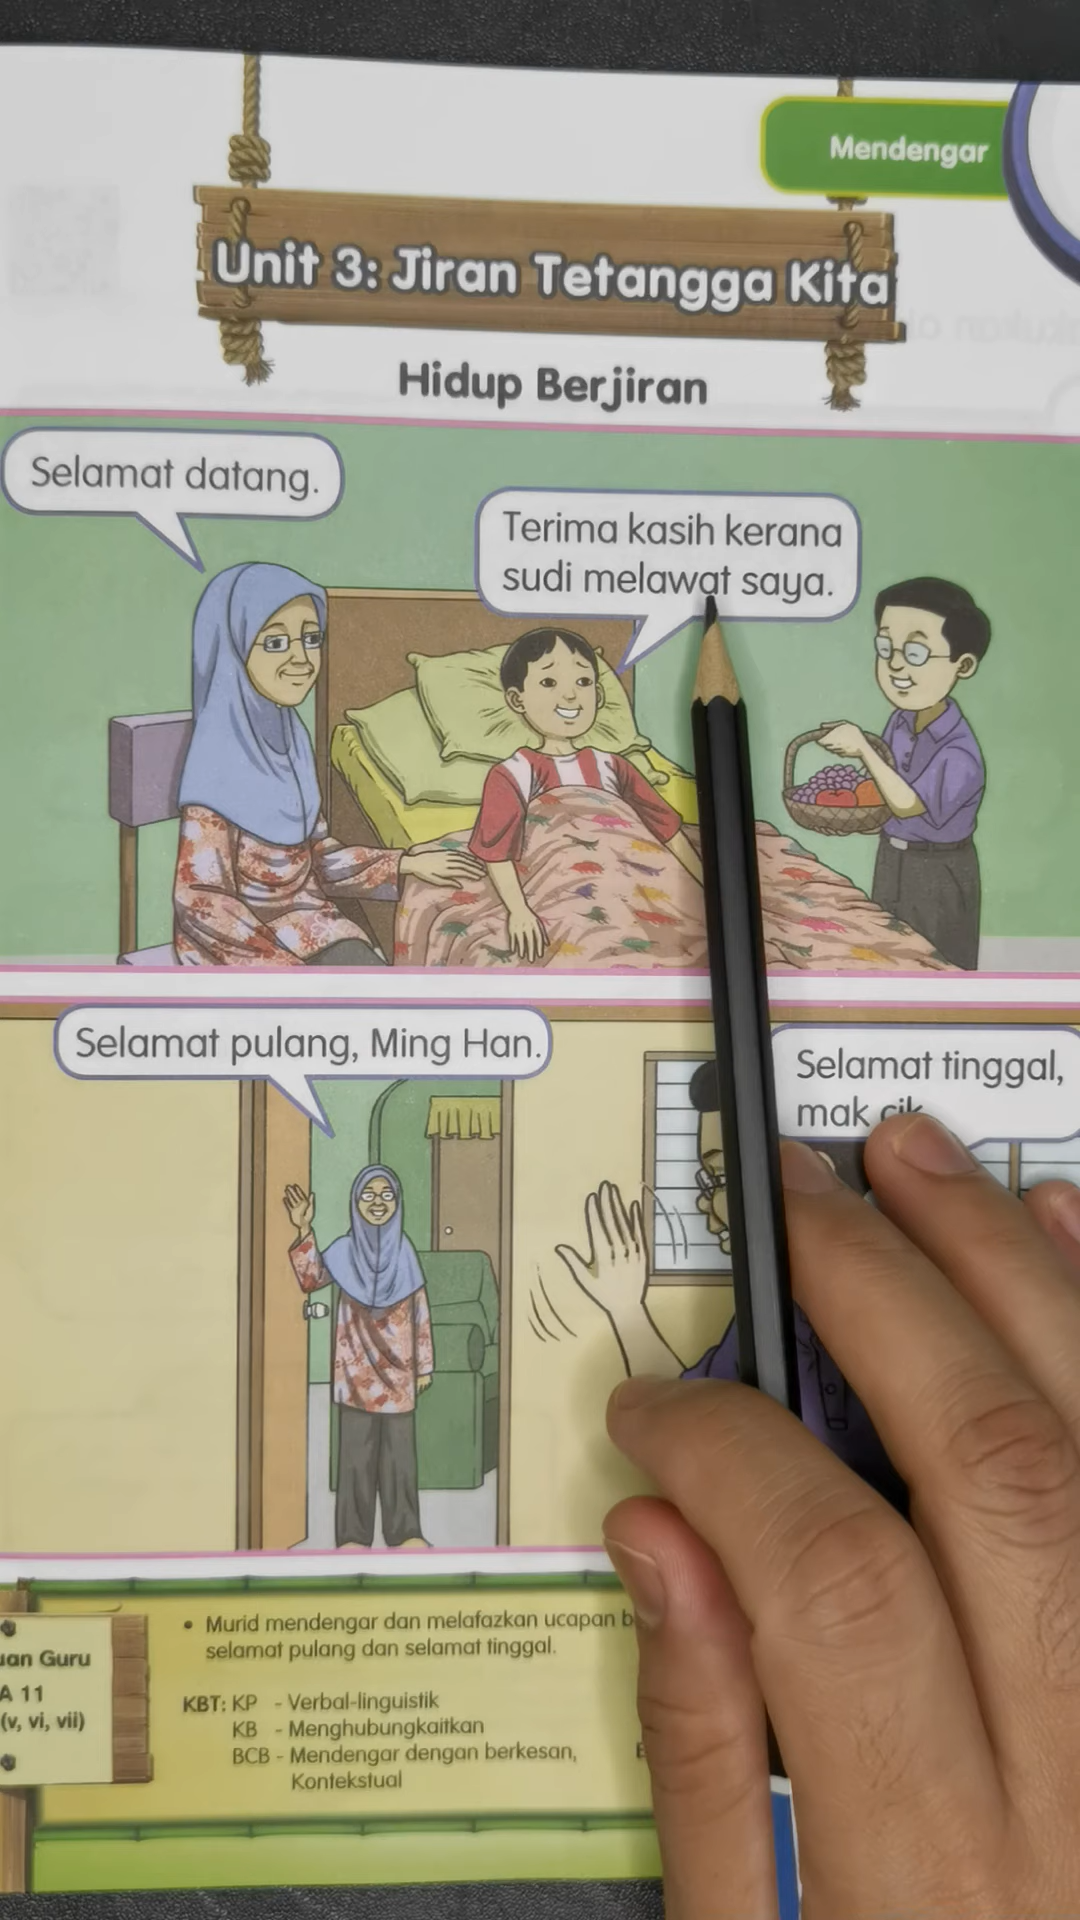 Mendengar
Unit 3: Jiran Tetangga Kita
Hidup Berjiran
Selamat datang.
Terima kasih kerana
sudi melawat saya.
Selamat pulang, Ming Han.
Selamat tinggal,
mak cik
• Murid mendengar dan melafazkan ucapan
selamat pulang dan selamat tinggal.
Guru
A 11
(v, vi, vii)
KBT: KP - Verbal-linguistik
KB - Menghubungkaitkan
BCB - Mendengar dengan berkesan,
Kontekstual